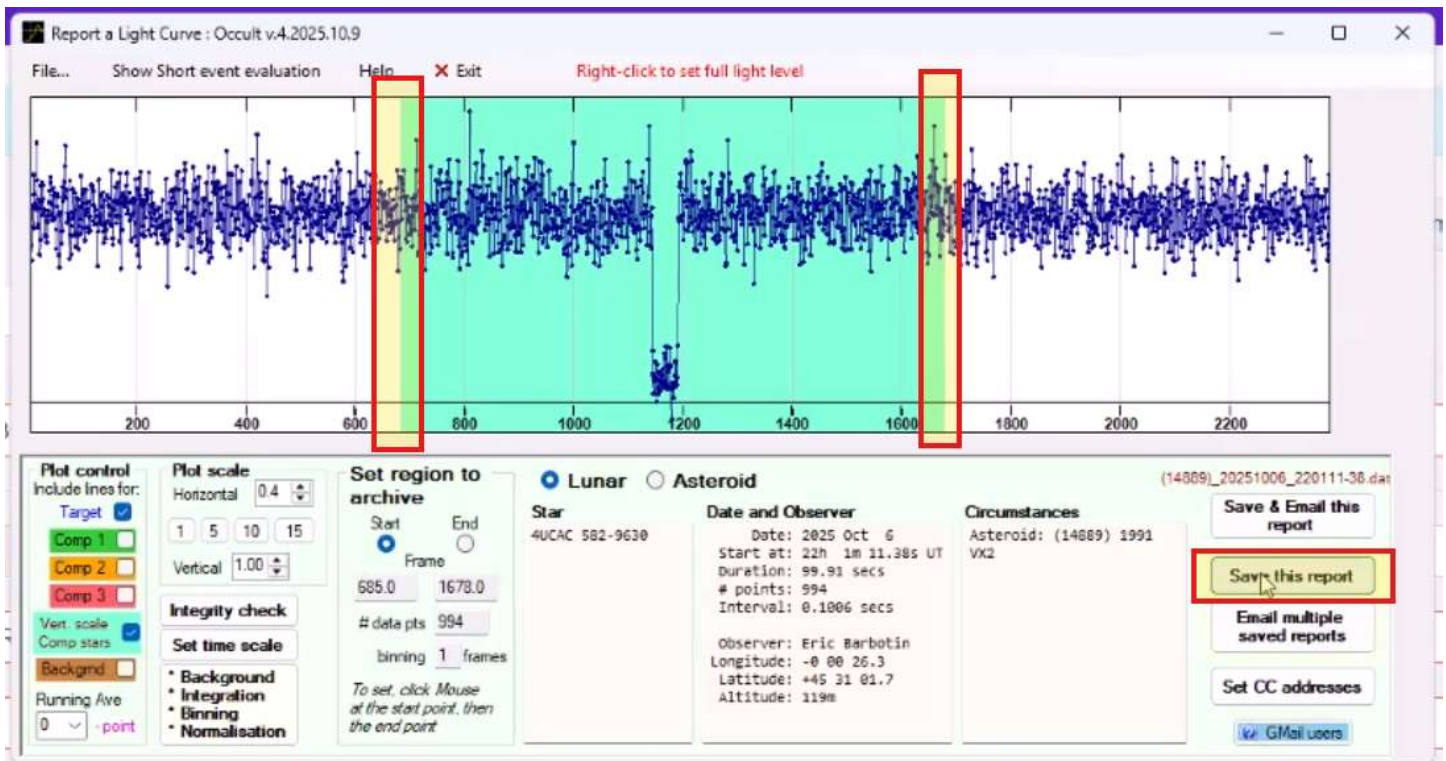 Report a Light Curve : Occult v.4.2025.10.9
File... Show Short event evaluation Help Exit Right-click to set full light level
200 400 600 800 1000 1200 1400 1600 1800 2000 2200
Plot control
Include lines for:
Target
Comp 1
Comp 2
Comp 3
Vert. scale
Comp stars
Backgrnd
Running Ave
0 - point
Plot scale
Horizontal 0.4
1 5 10 15
Vertical 1.00
Integrity check
Set time scale
* Background
* Integration
* Binning
* Normalisation
Set region to
archive
Start End
Frame
685.0 1678.0
# data pts 994
binning 1 frames
To set, click Mouse
at the start point, then
the end point
Lunar Asteroid
Star
4UCAC 582-9630
Date and Observer
Date: 2025 Oct 6
Start at: 22h 1m 11.38s UT
Duration: 99.91 secs
# points: 994
Interval: 0.1006 secs
Observer: Eric Barbotin
Longitude: -0 00 26.3
Latitude: +45 31 01.7
Altitude: 119m
Circumstances
Asteroid: (14889) 1991
VX2
(14889)_20251006_220111-38.dat
Save & Email this
report
Save this report
Email multiple
saved reports
Set CC addresses
GMail users